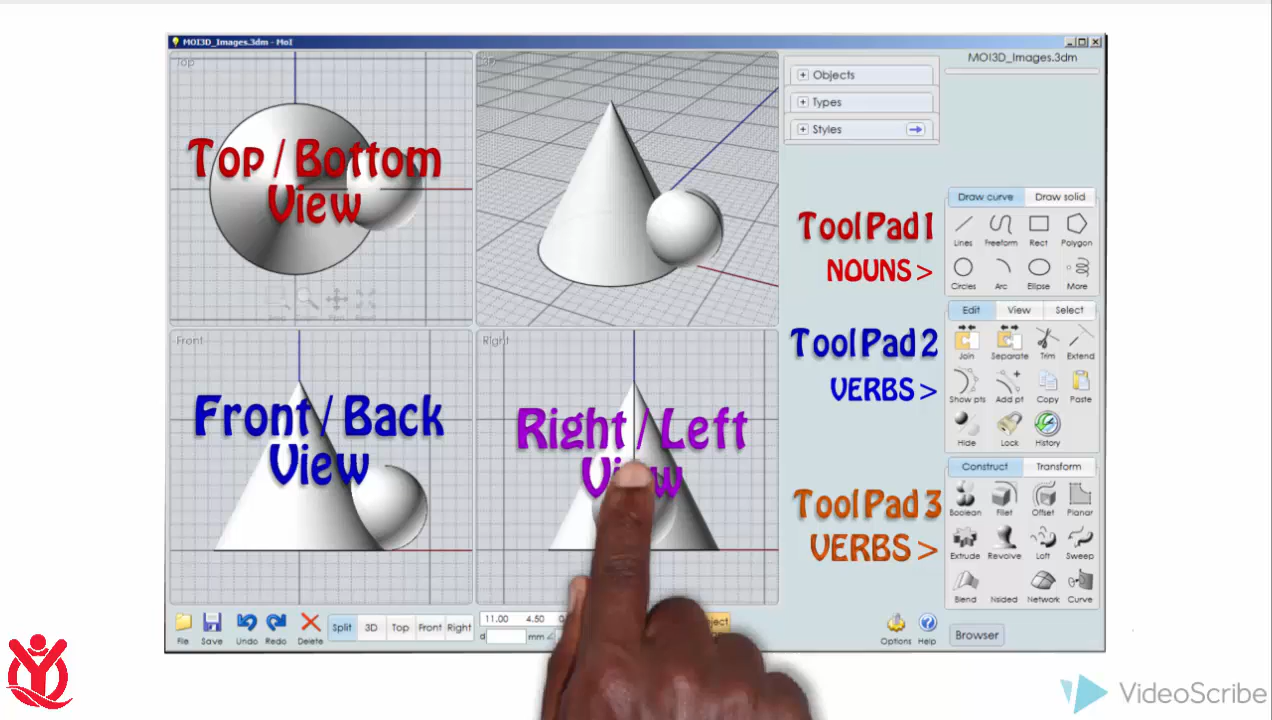 MOI3D_Images.3dm - MoI
Top
3D
MOI3D_Images.3dm
Objects
Types
Styles
Top / Bottom
View
Tool Pad 1
NOUNS >
Draw curve Draw solid
Lines Freeform Rect Polygon
Circles Arc Ellipse More
Front
Right
Front / Back
View
Right / Left
View
Tool Pad 2
VERBS >
Edit View Select
Join Separate Trim Extend
Show pts Add pt Copy Paste
Hide Lock History
Tool Pad 3
VERBS >
Construct Transform
Boolean Fillet Offset Planar
Extrude Revolve Loft Sweep
Blend Nsided Network Curve
File Save Undo Redo Delete
Split 3D Top Front Right
11.00 4.50
d mm
Options Help
Browser
VideoScribe